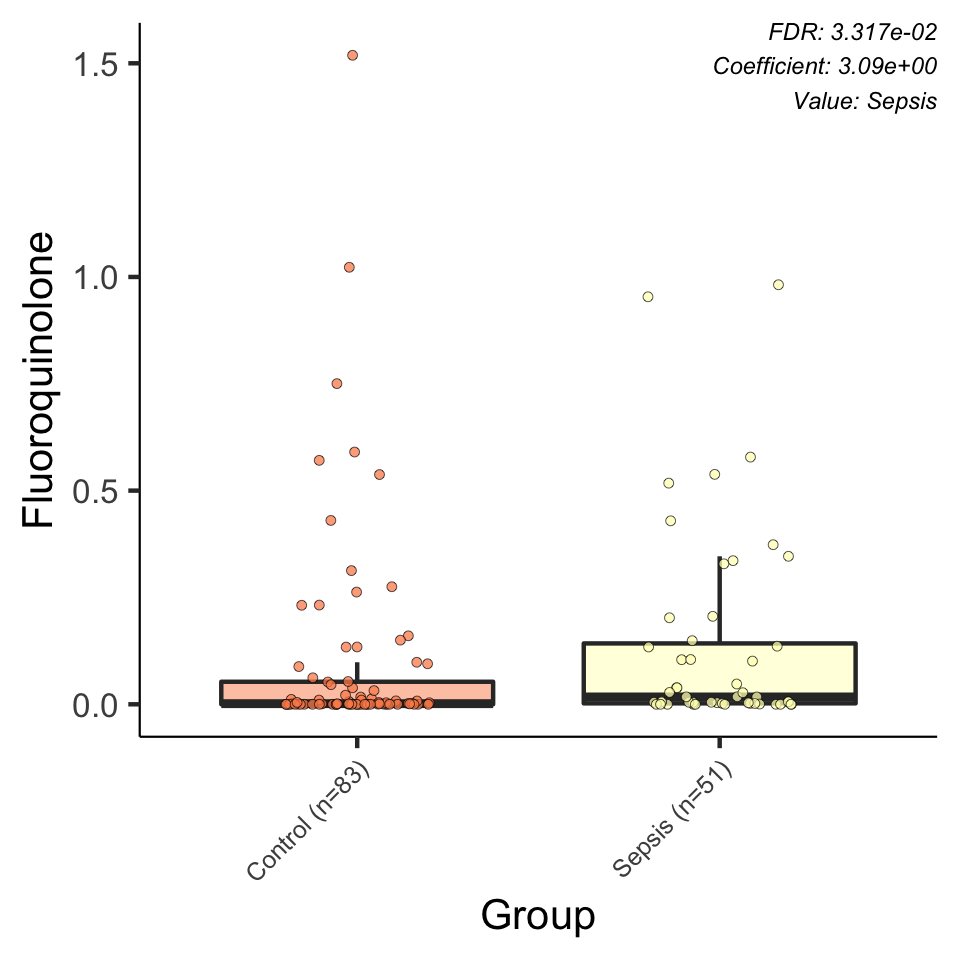 FDR: 3.317e-02
Coefficient: 3.09e+00
Value: Sepsis
Fluoroquinolone
1.5
1.0
0.5
0.0
Control (n=83)
Sepsis (n=51)
Group